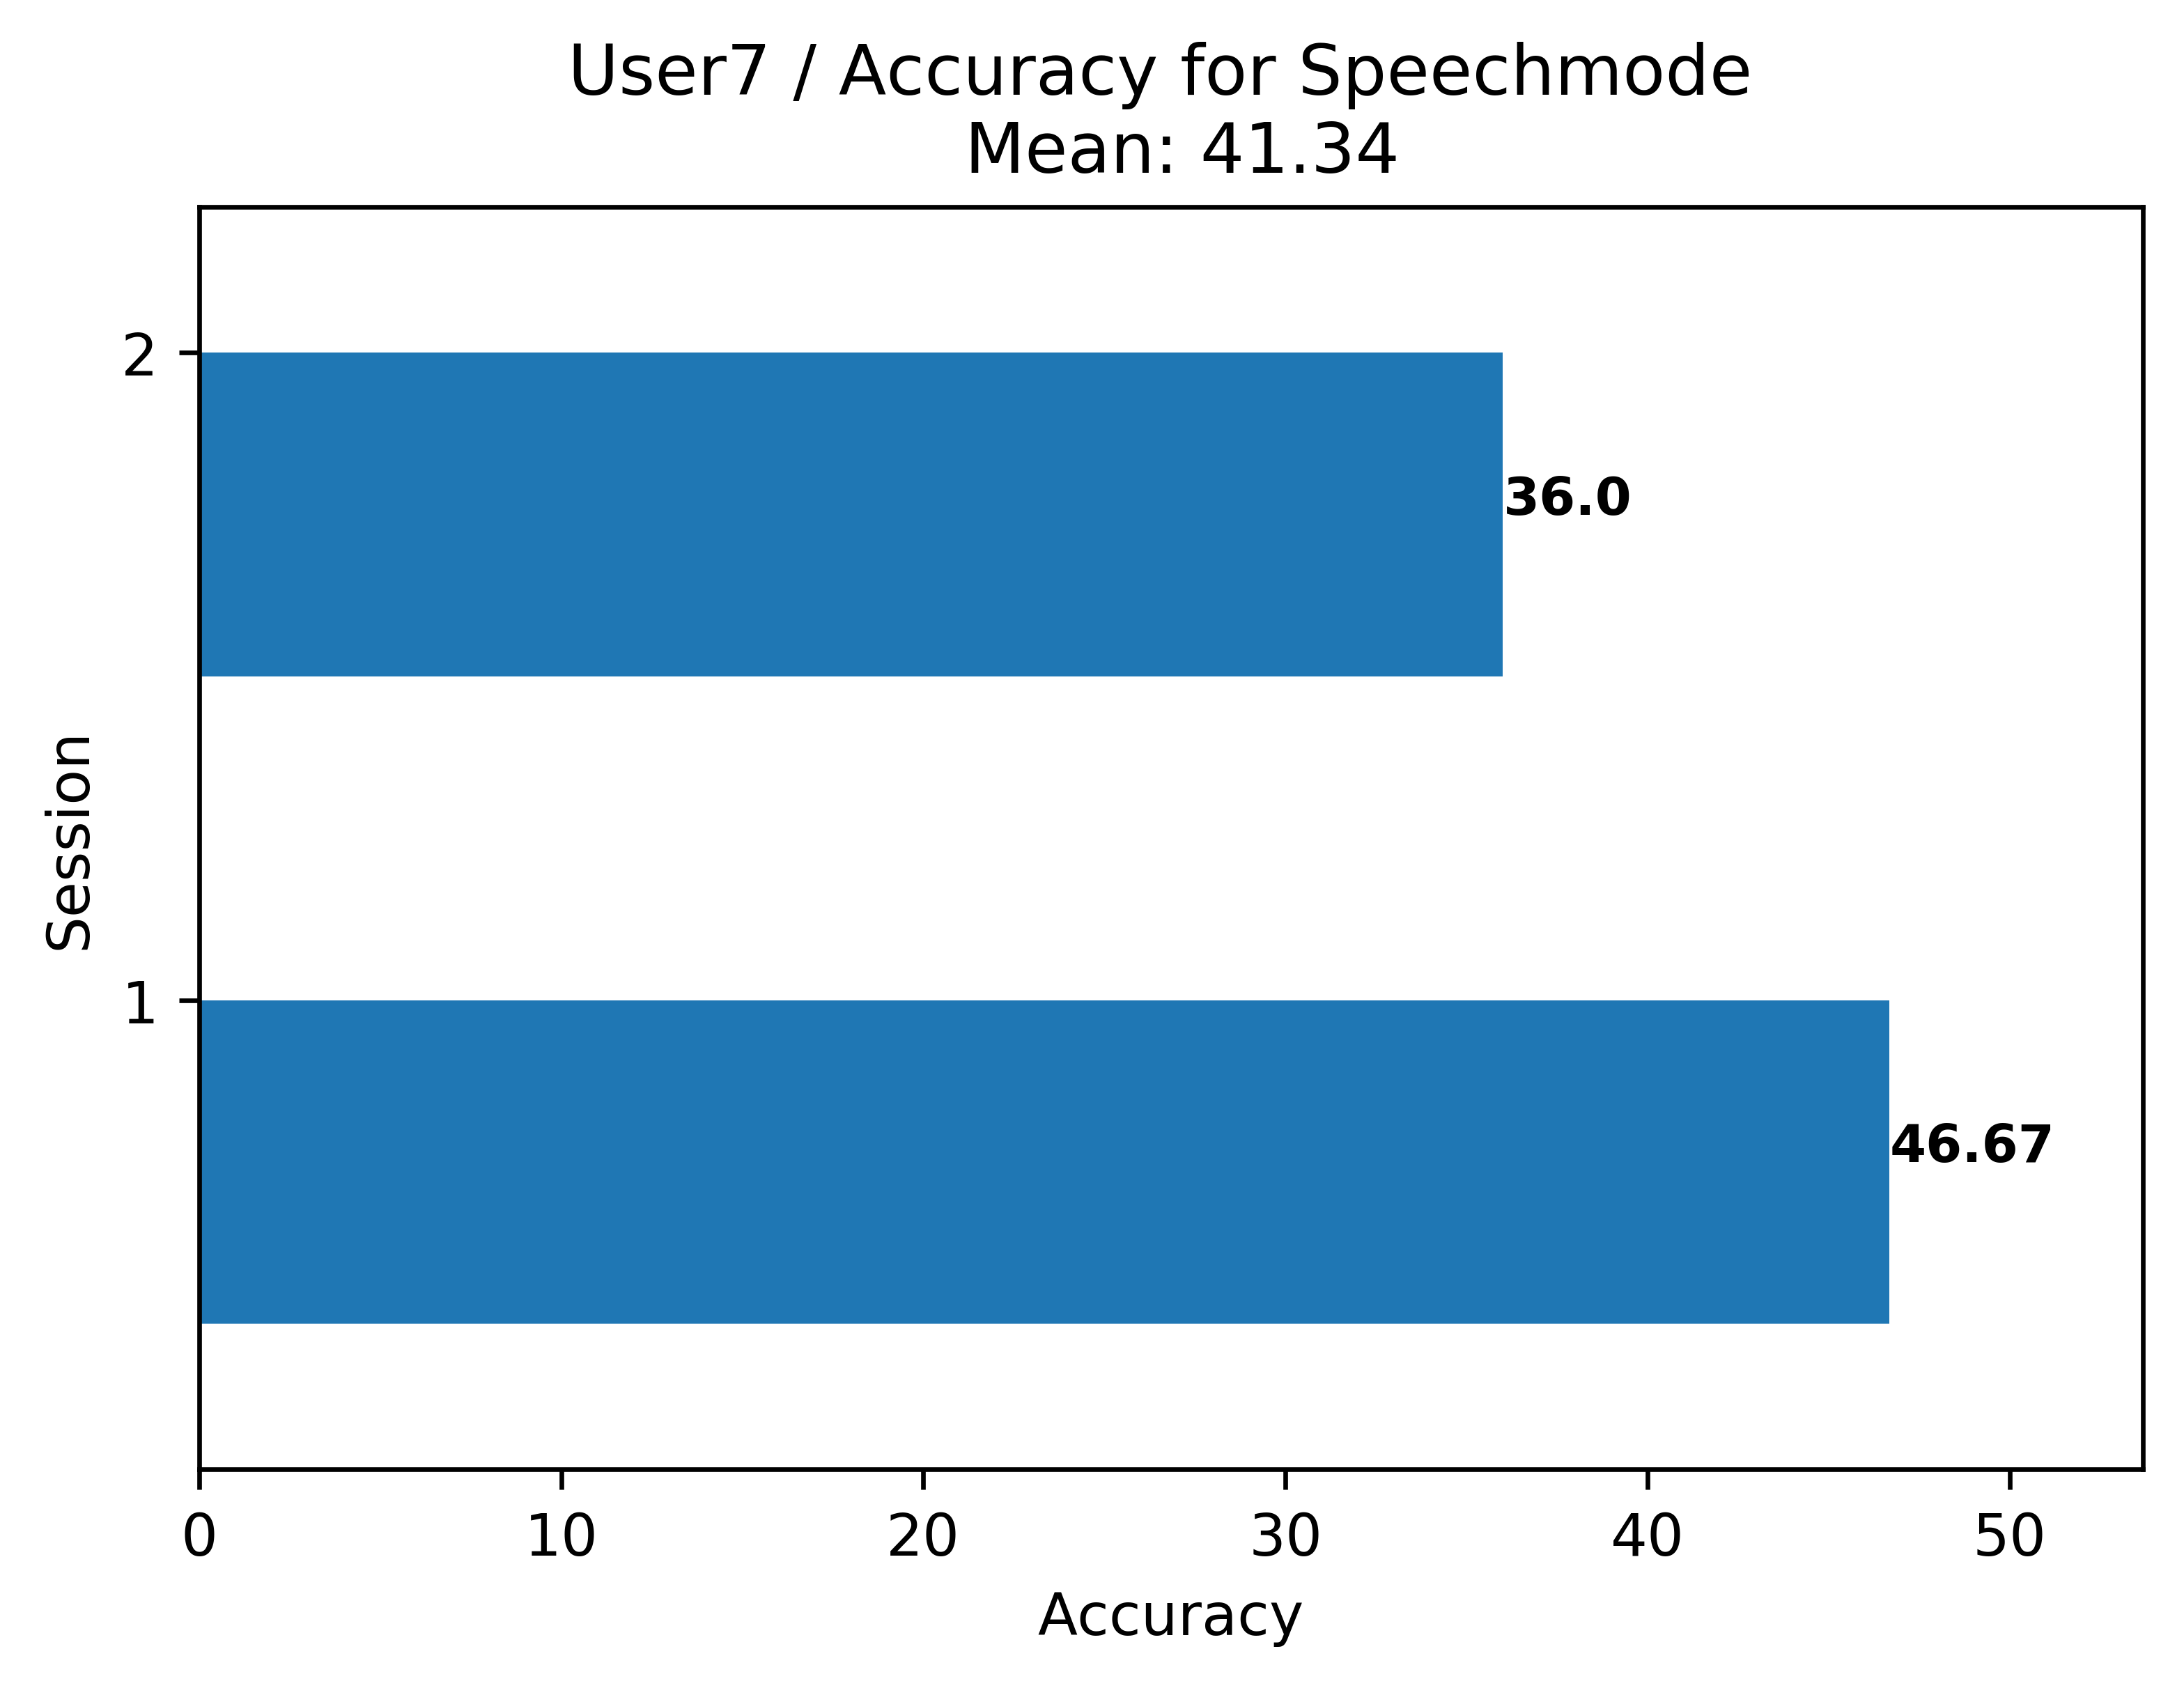 User7 / Accuracy for Speechmode
Mean: 41.34
2
36.0
Session
1
46.67
0 10 20 30 40 50
Accuracy